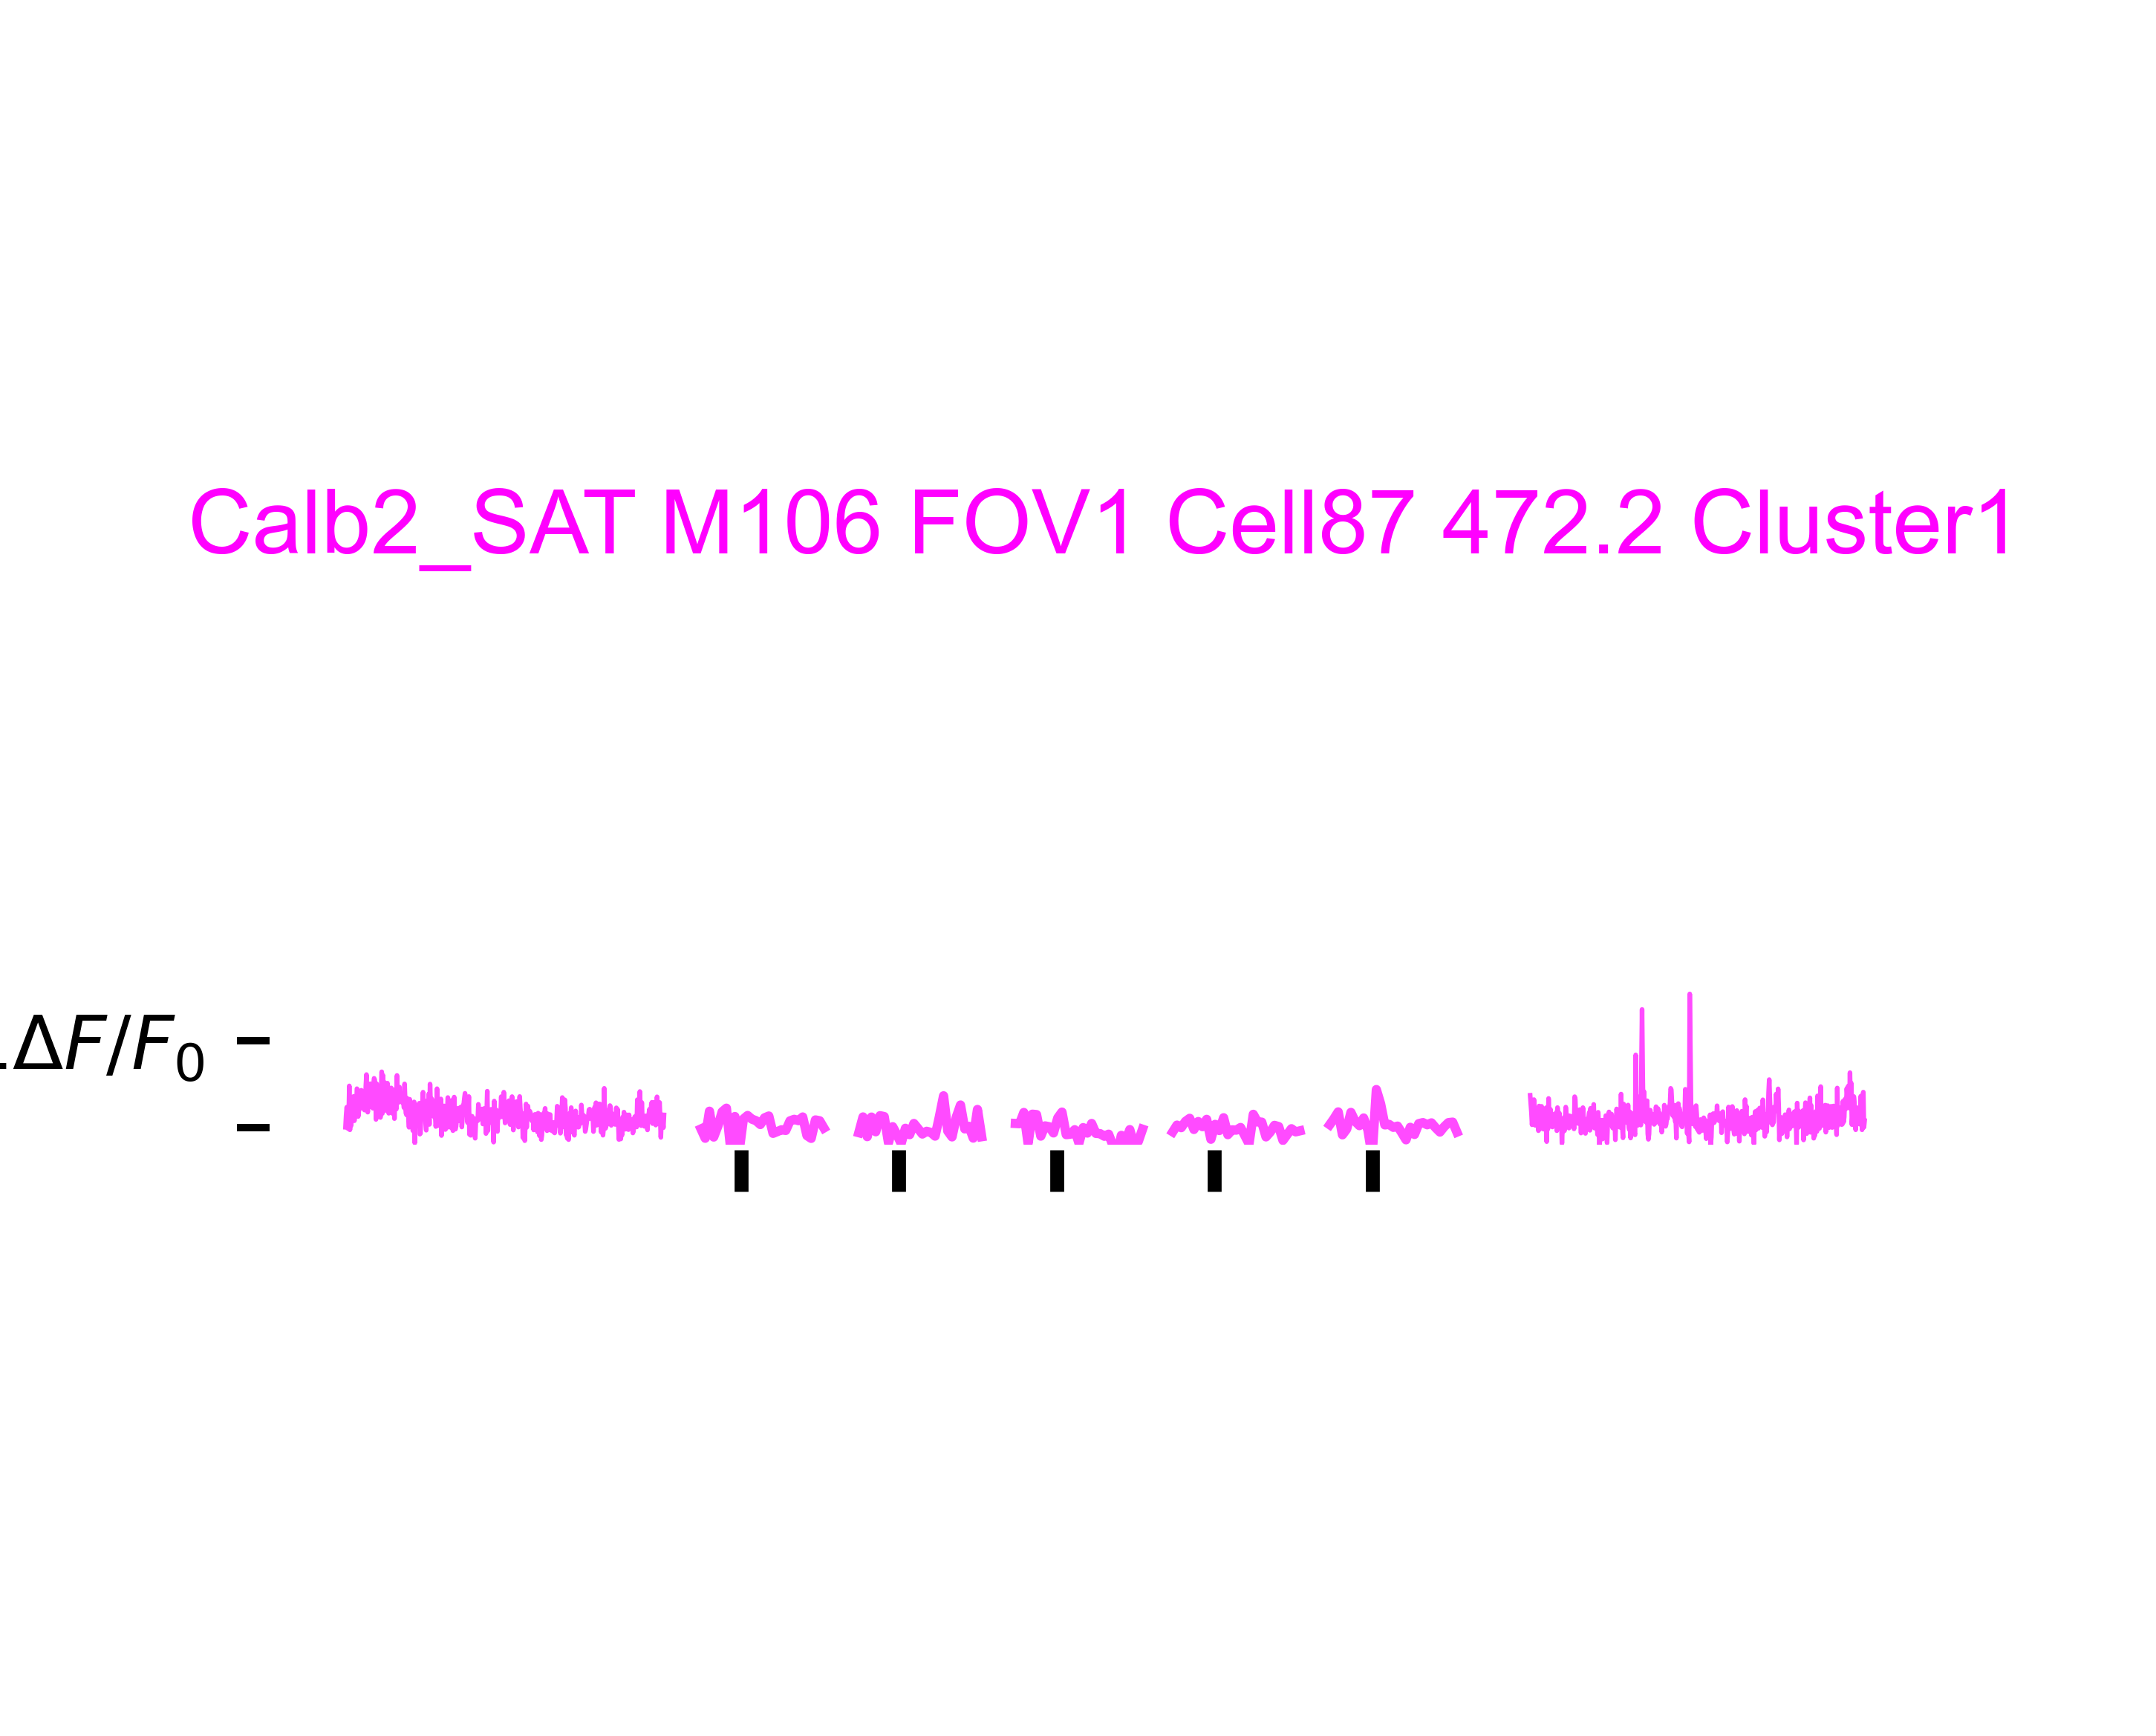 Calb2_SAT M106 FOV1 Cell87 472.2 Cluster1
.ΔF/F₀